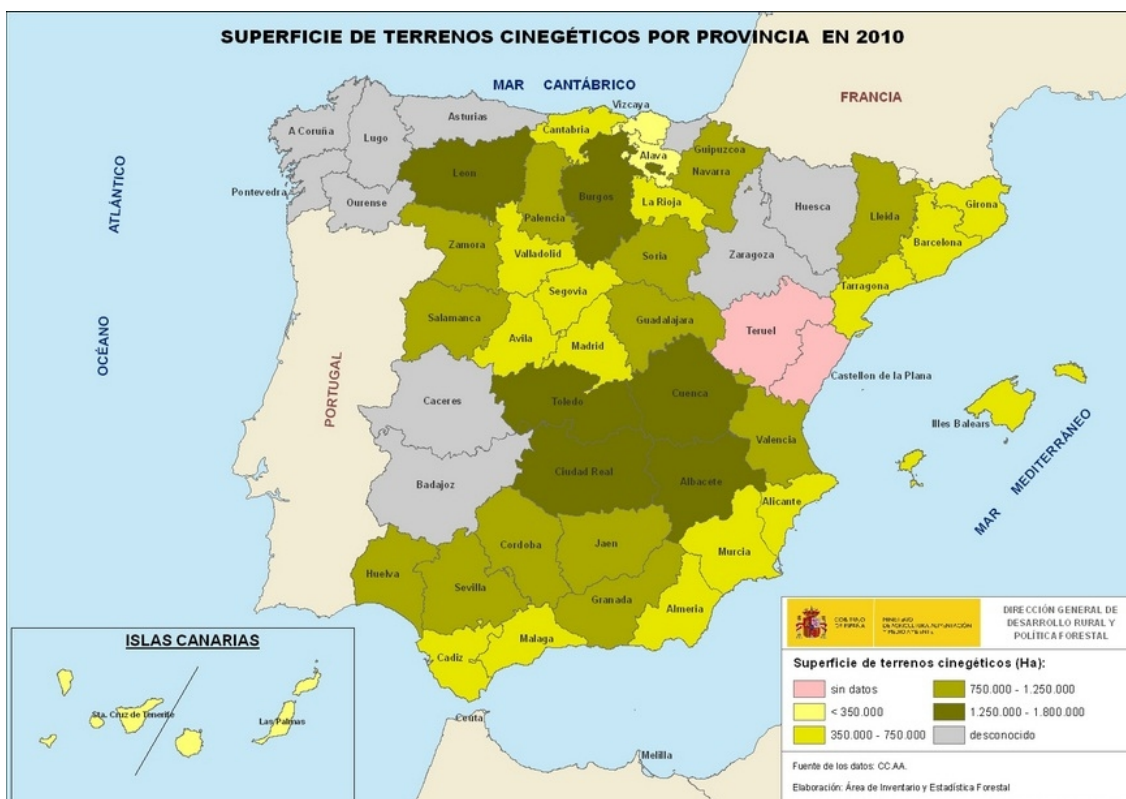 SUPERFICIE DE TERRENOS CINEGÉTICOS POR PROVINCIA EN 2010
MAR CANTÁBRICO
FRANCIA
OCÉANO ATLÁNTICO
PORTUGAL
MAR MEDITERRÁNEO
A Coruña
Lugo
Asturias
Cantabria
Vizcaya
Guipuzcoa
Alava
Navarra
Pontevedra
Ourense
Leon
Palencia
Burgos
La Rioja
Huesca
Lleida
Girona
Barcelona
Zamora
Valladolid
Soria
Zaragoza
Tarragona
Segovia
Salamanca
Avila
Madrid
Guadalajara
Teruel
Castellon de la Plana
Caceres
Toledo
Cuenca
Valencia
Illes Balears
Badajoz
Ciudad Real
Albacete
Alicante
Murcia
Huelva
Sevilla
Cordoba
Jaen
Granada
Almeria
Malaga
Cadiz
Ceuta
Melilla
ISLAS CANARIAS
Sta. Cruz de Tenerife
Las Palmas
DIRECCIÓN GENERAL DE
DESARROLLO RURAL Y
POLÍTICA FORESTAL
Superficie de terrenos cinegéticos (Ha):
sin datos
< 350.000
350.000 - 750.000
750.000 - 1.250.000
1.250.000 - 1.800.000
desconocido
Fuente de los datos: CC.AA.
Elaboración: Área de Inventario y Estadística Forestal